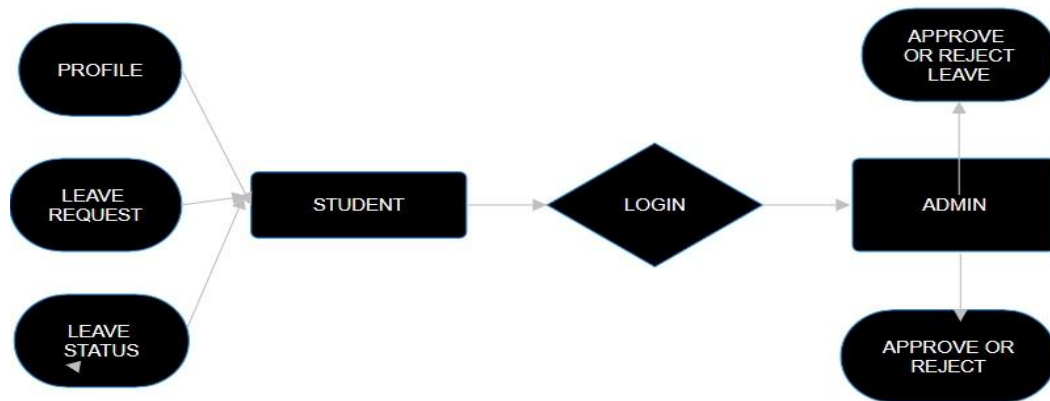 PROFILE
LEAVE
REQUEST
LEAVE
STATUS
STUDENT
LOGIN
APPROVE
OR REJECT
LEAVE
ADMIN
APPROVE OR
REJECT